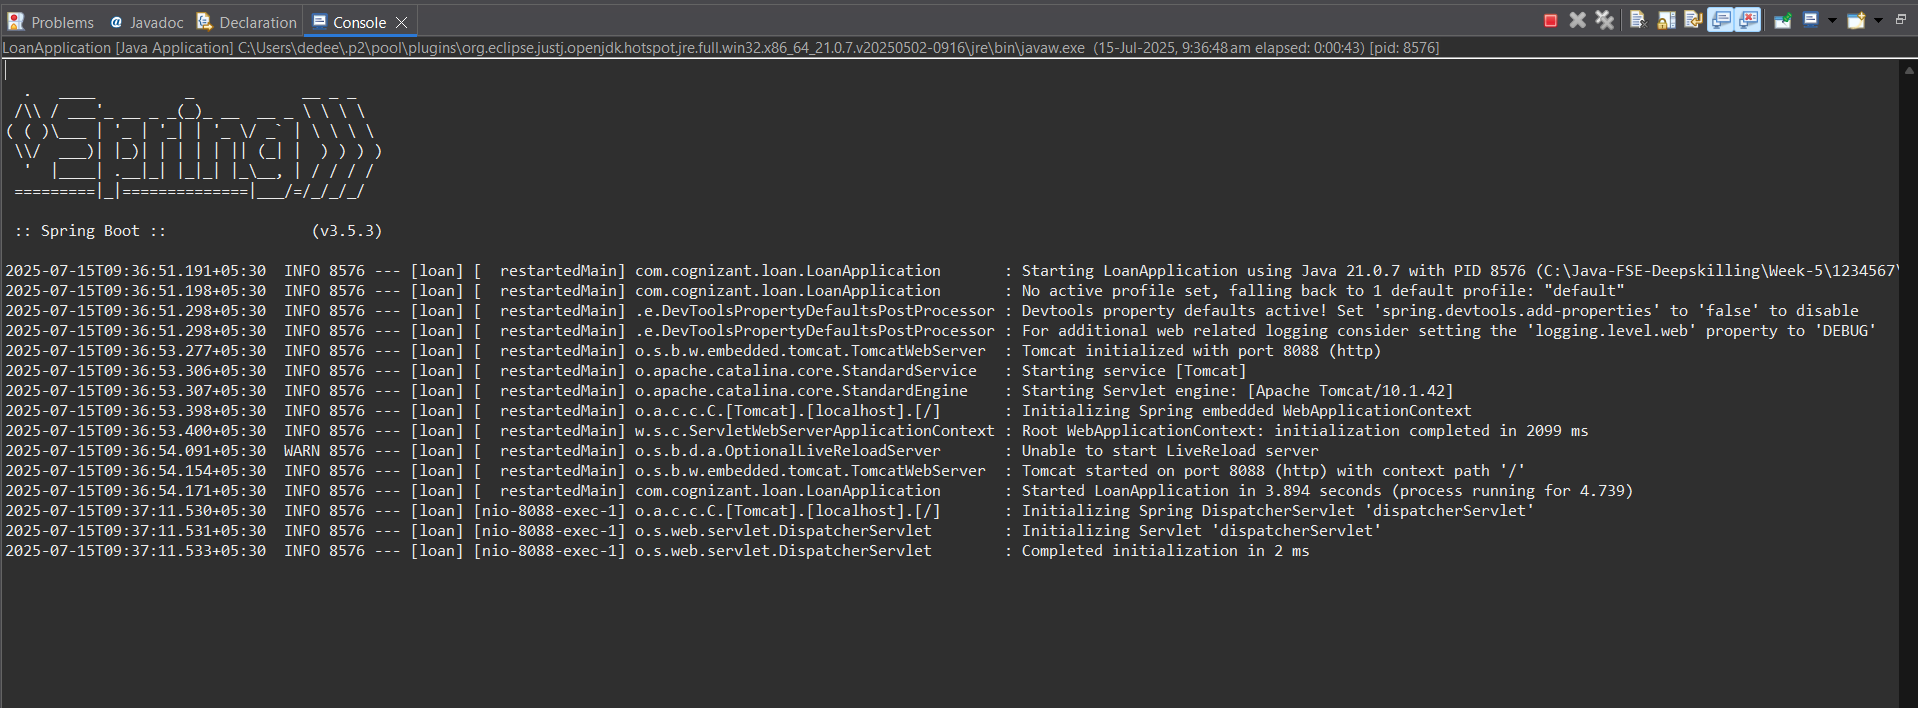 Problems Javadoc Declaration Console
LoanApplication [Java Application] C:\Users\dedee\.p2\pool\plugins\org.eclipse.justj.openjdk.hotspot.jre.full.win32.x86_64_21.0.7.v20250502-0916\jre\bin\javaw.exe (15-Jul-2025, 9:36:48 am elapsed: 0:00:43) [pid: 8576]
Spring
:: Spring Boot :: (v3.5.3)
2025-07-15T09:36:51.191+05:30  INFO 8576 --- [loan] [  restartedMain] com.cognizant.loan.LoanApplication       : Starting LoanApplication using Java 21.0.7 with PID 8576 (C:\Java-FSE-Deepskilling\Week-5\1234567\
2025-07-15T09:36:51.198+05:30  INFO 8576 --- [loan] [  restartedMain] com.cognizant.loan.LoanApplication       : No active profile set, falling back to 1 default profile: "default"
2025-07-15T09:36:51.298+05:30  INFO 8576 --- [loan] [  restartedMain] .e.DevToolsPropertyDefaultsPostProcessor : Devtools property defaults active! Set 'spring.devtools.add-properties' to 'false' to disable
2025-07-15T09:36:51.298+05:30  INFO 8576 --- [loan] [  restartedMain] .e.DevToolsPropertyDefaultsPostProcessor : For additional web related logging consider setting the 'logging.level.web' property to 'DEBUG'
2025-07-15T09:36:53.277+05:30  INFO 8576 --- [loan] [  restartedMain] o.s.b.w.embedded.tomcat.TomcatWebServer  : Tomcat initialized with port 8088 (http)
2025-07-15T09:36:53.306+05:30  INFO 8576 --- [loan] [  restartedMain] o.apache.catalina.core.StandardService   : Starting service [Tomcat]
2025-07-15T09:36:53.307+05:30  INFO 8576 --- [loan] [  restartedMain] o.apache.catalina.core.StandardEngine    : Starting Servlet engine: [Apache Tomcat/10.1.42]
2025-07-15T09:36:53.398+05:30  INFO 8576 --- [loan] [  restartedMain] o.a.c.c.C.[Tomcat].[localhost].[/]       : Initializing Spring embedded WebApplicationContext
2025-07-15T09:36:53.400+05:30  INFO 8576 --- [loan] [  restartedMain] w.s.c.ServletWebServerApplicationContext : Root WebApplicationContext: initialization completed in 2099 ms
2025-07-15T09:36:54.091+05:30  WARN 8576 --- [loan] [  restartedMain] o.s.b.d.a.OptionalLiveReloadServer       : Unable to start LiveReload server
2025-07-15T09:36:54.154+05:30  INFO 8576 --- [loan] [  restartedMain] o.s.b.w.embedded.tomcat.TomcatWebServer  : Tomcat started on port 8088 (http) with context path '/'
2025-07-15T09:36:54.171+05:30  INFO 8576 --- [loan] [  restartedMain] com.cognizant.loan.LoanApplication       : Started LoanApplication in 3.894 seconds (process running for 4.739)
2025-07-15T09:37:11.530+05:30  INFO 8576 --- [loan] [nio-8088-exec-1] o.a.c.c.C.[Tomcat].[localhost].[/]       : Initializing Spring DispatcherServlet 'dispatcherServlet'
2025-07-15T09:37:11.531+05:30  INFO 8576 --- [loan] [nio-8088-exec-1] o.s.web.servlet.DispatcherServlet        : Initializing Servlet 'dispatcherServlet'
2025-07-15T09:37:11.533+05:30  INFO 8576 --- [loan] [nio-8088-exec-1] o.s.web.servlet.DispatcherServlet        : Completed initialization in 2 ms